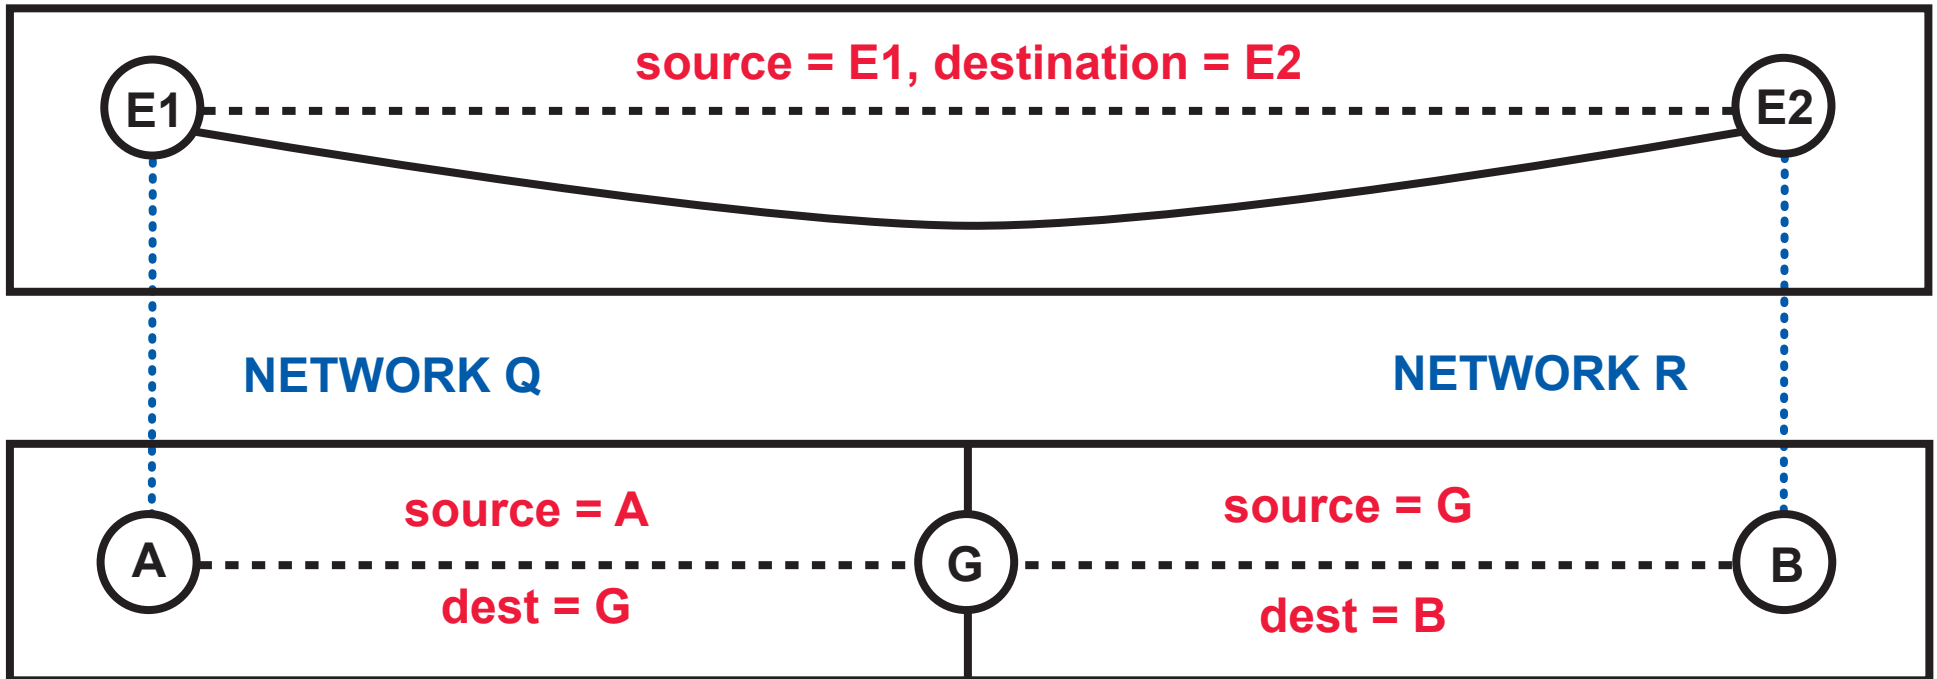 source = E1, destination = E2
E1
E2
NETWORK Q
NETWORK R
source = A
source = G
A
G
B
dest = G
dest = B